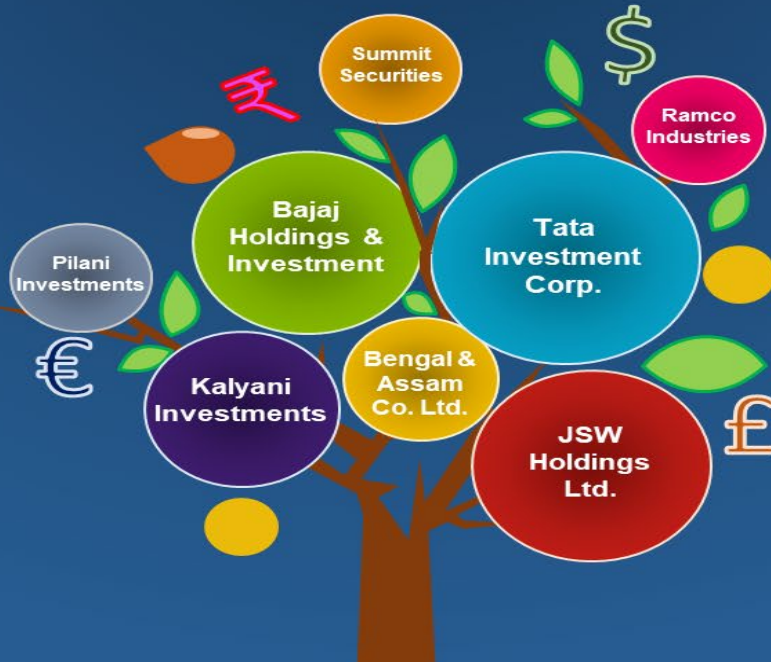 Summit
Securities
$
₹
Ramco
Industries
Bajaj
Holdings &
Investment
Tata
Investment
Corp.
Pilani
Investments
€
Bengal &
Assam
Co. Ltd.
Kalyani
Investments
£
JSW
Holdings
Ltd.